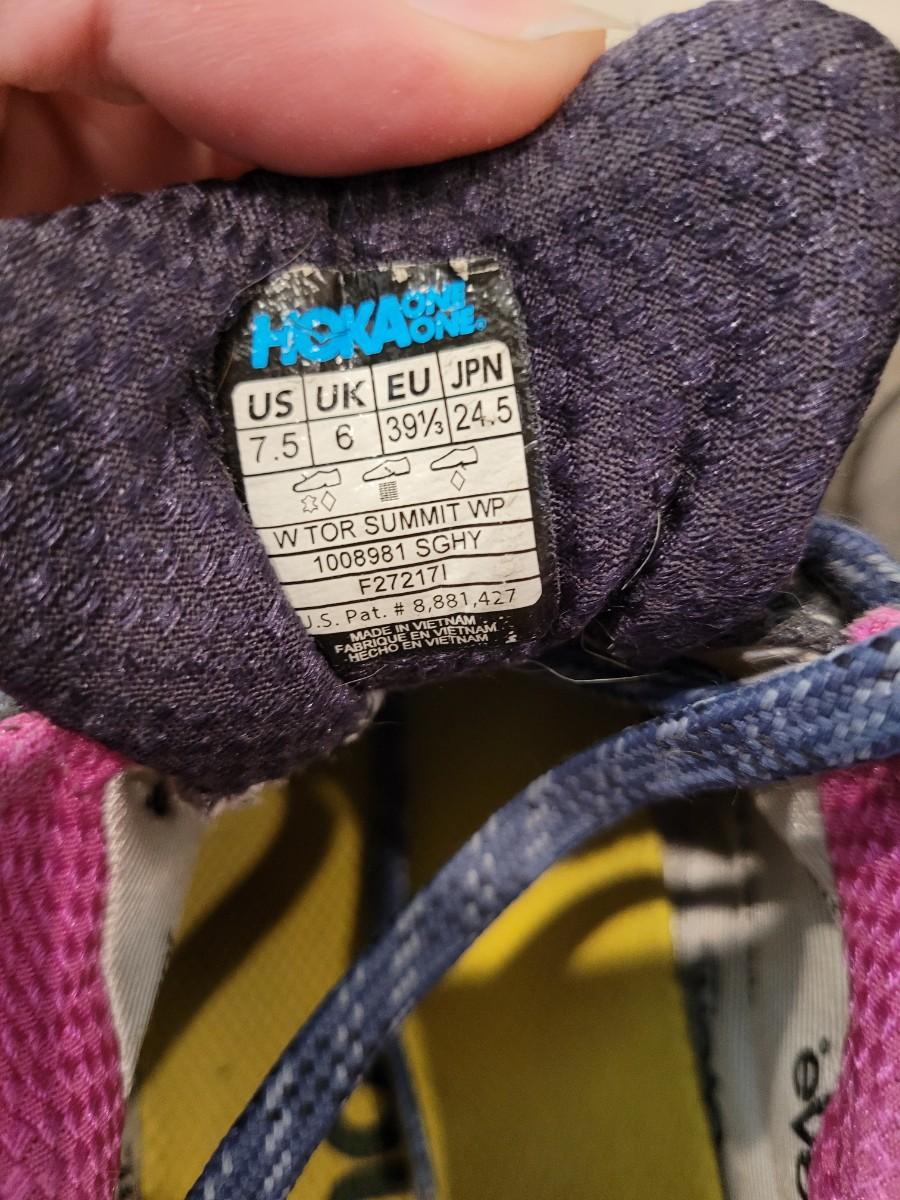 HOKA ONE ONE®
US UK EU JPN
7.5 6 39⅓ 24.5
W TOR SUMMIT WP
1008981 SGHY
F27217I
U.S. Pat. # 8,881,427
MADE IN VIETNAM
FABRIQUE EN VIETNAM
HECHO EN VIETNAM